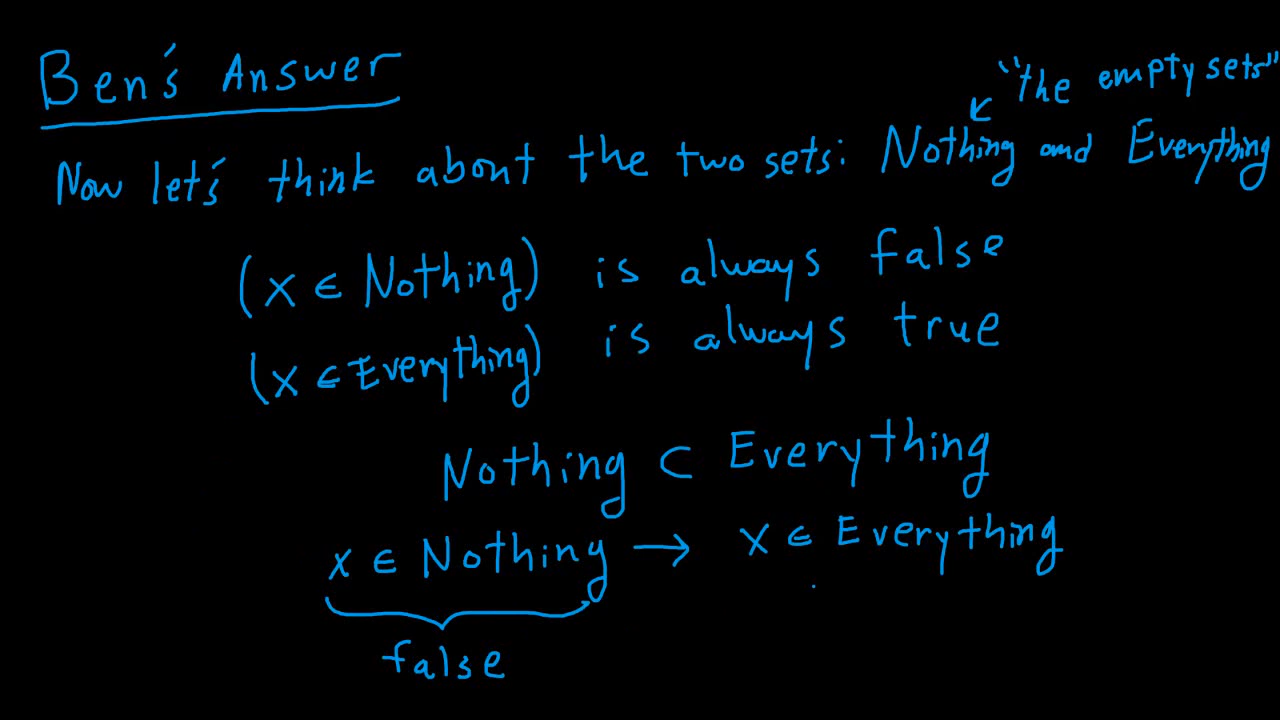 Ben's Answer
"the empty sets"
Now let's think about the two sets: Nothing and Everything
(x ∈ Nothing) is always false
(x ∈ Everything) is always true
Nothing ⊂ Everything
x ∈ Nothing → x ∈ Everything
false